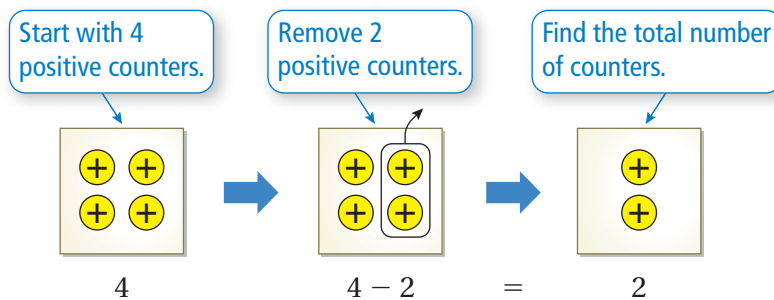 Start with 4
positive counters.
Remove 2
positive counters.
Find the total number
of counters.
+ +
+ +
+ +
+ +
+
+
4
4 − 2 = 2